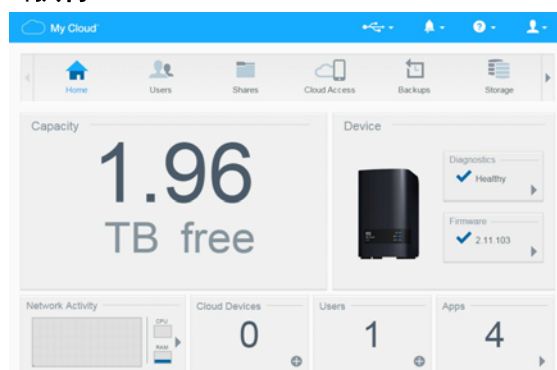 My Cloud
Home
Users
Shares
Cloud Access
Backups
Storage
Capacity
1.96
TB free
Device
Diagnostics
Healthy
Firmware
2.11.103
Network Activity
CPU
RAM
Cloud Devices
0
Users
1
Apps
4